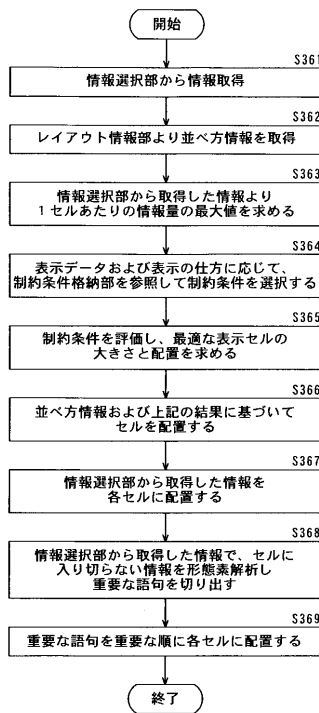 開始
S361
情報選択部から情報取得
S362
レイアウト情報部より並べ方情報を取得
S363
情報選択部から取得した情報より
1セルあたりの情報量の最大値を求める
S364
表示データおよび表示の仕方に応じて、
制約条件格納部を参照して制約条件を選択する
S365
制約条件を評価し、最適な表示セルの
大きさと配置を求める
S366
並べ方情報および上記の結果に基づいて
セルを配置する
S367
情報選択部から取得した情報を
各セルに配置する
S368
情報選択部から取得した情報で、セルに
入り切らない情報を形態素解析し
重要な語句を切り出す
S369
重要な語句を重要な順に各セルに配置する
終了